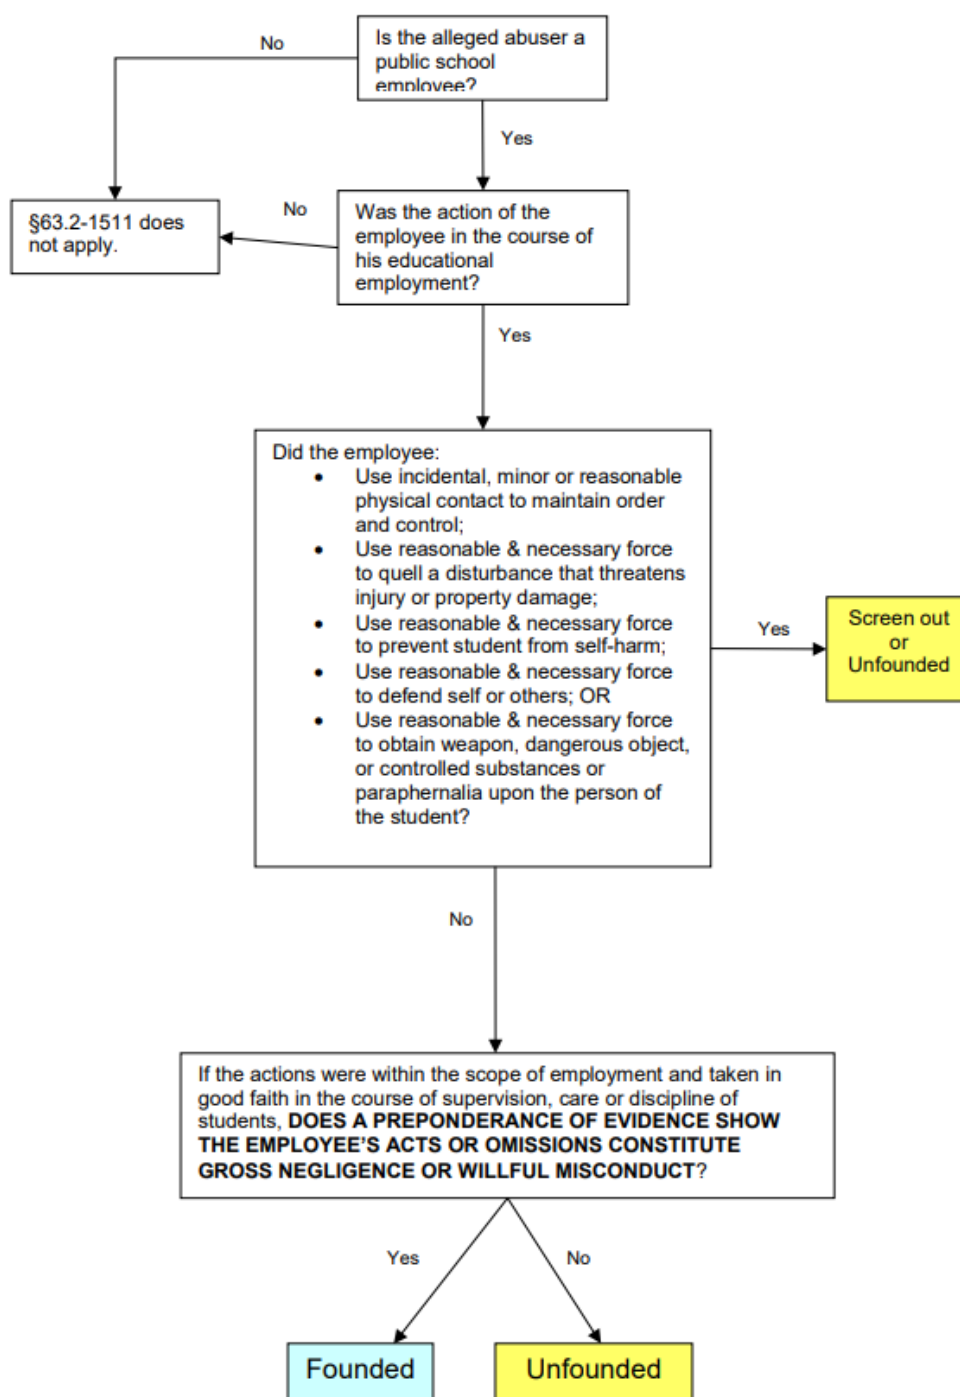 No
Is the alleged abuser a
public school
employee?
Yes
§63.2-1511 does
not apply.
No
Was the action of the
employee in the course of
his educational
employment?
Yes
Did the employee:
• Use incidental, minor or reasonable
physical contact to maintain order
and control;
• Use reasonable & necessary force
to quell a disturbance that threatens
injury or property damage;
• Use reasonable & necessary force
to prevent student from self-harm;
• Use reasonable & necessary force
to defend self or others; OR
• Use reasonable & necessary force
to obtain weapon, dangerous object,
or controlled substances or
paraphernalia upon the person of
the student?
Yes
Screen out
or
Unfounded
No
If the actions were within the scope of employment and taken in
good faith in the course of supervision, care or discipline of
students, DOES A PREPONDERANCE OF EVIDENCE SHOW
THE EMPLOYEE’S ACTS OR OMISSIONS CONSTITUTE
GROSS NEGLIGENCE OR WILLFUL MISCONDUCT?
Yes
No
Founded
Unfounded